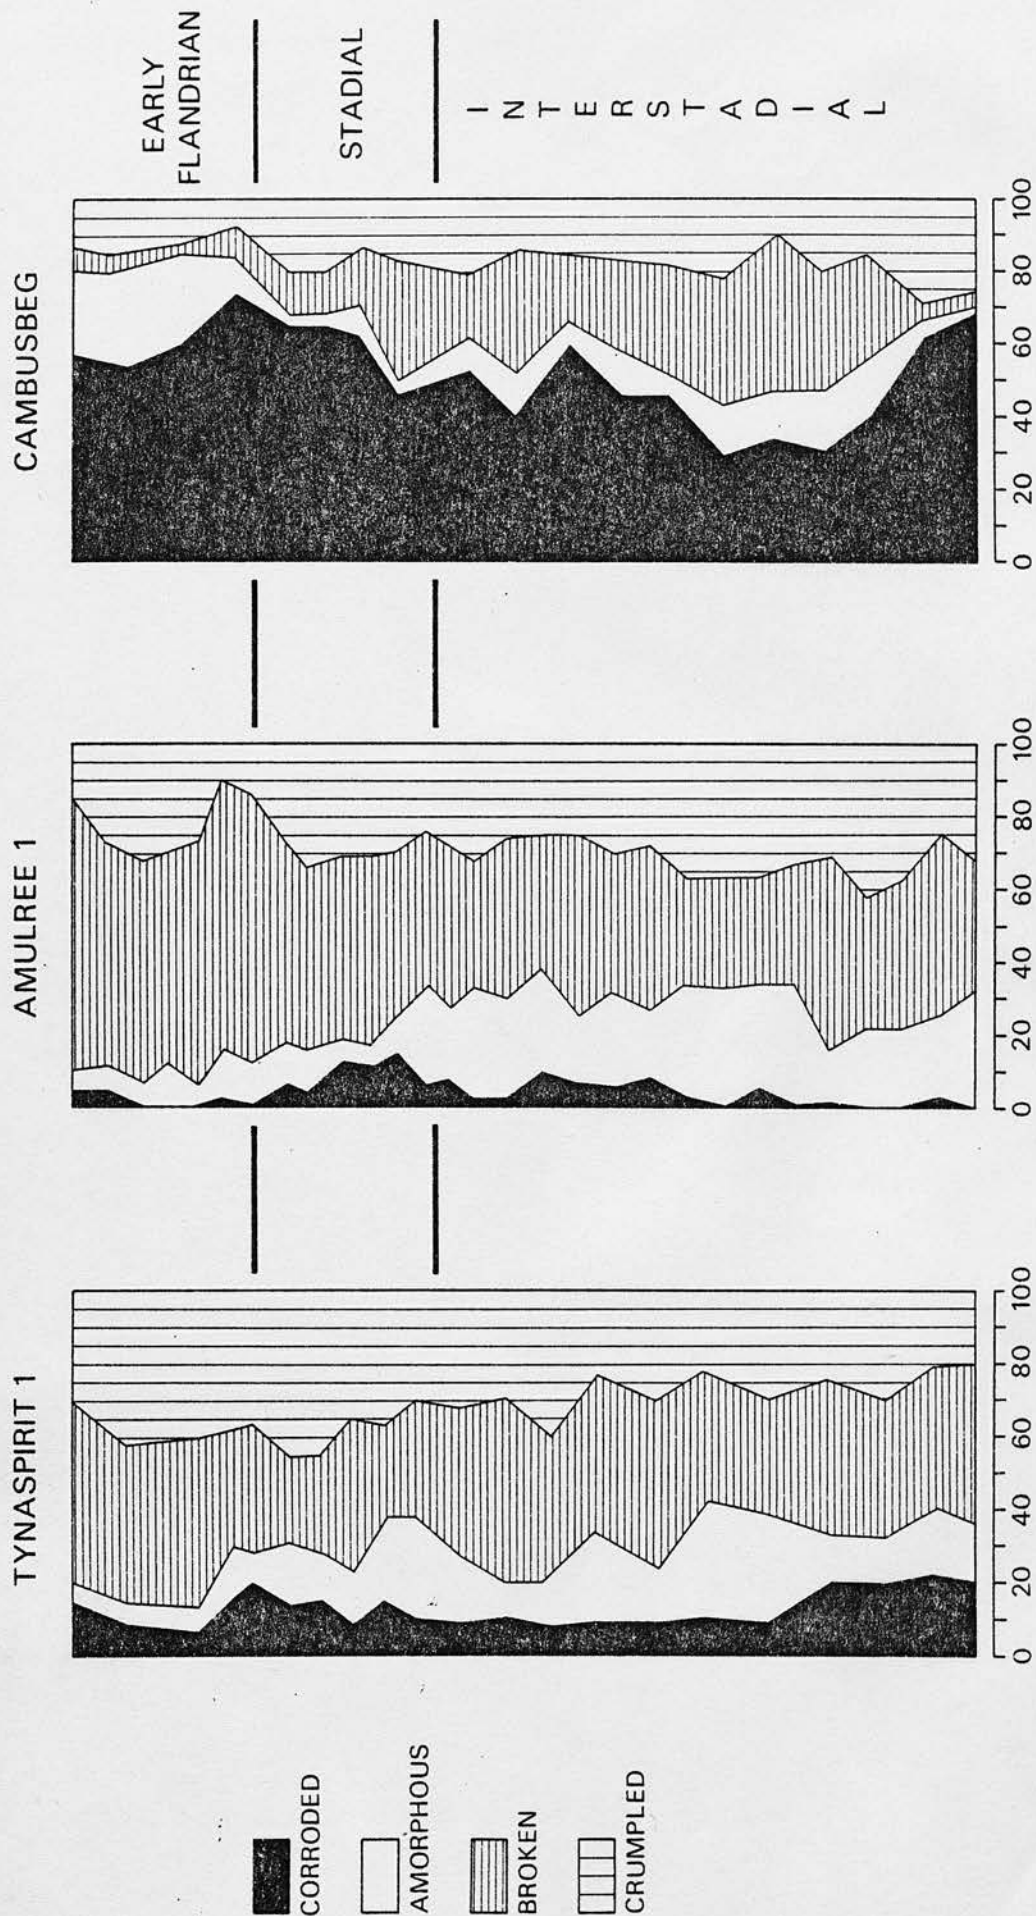 TYNASPIRIT 1
AMULREE 1
CAMBUSBEG
EARLY
FLANDRIAN
STADIAL
INTERSTADIAL
0 20 40 60 80 100
0 20 40 60 80 100
0 20 40 60 80 100
CORRODED
AMORPHOUS
BROKEN
CRUMPLED